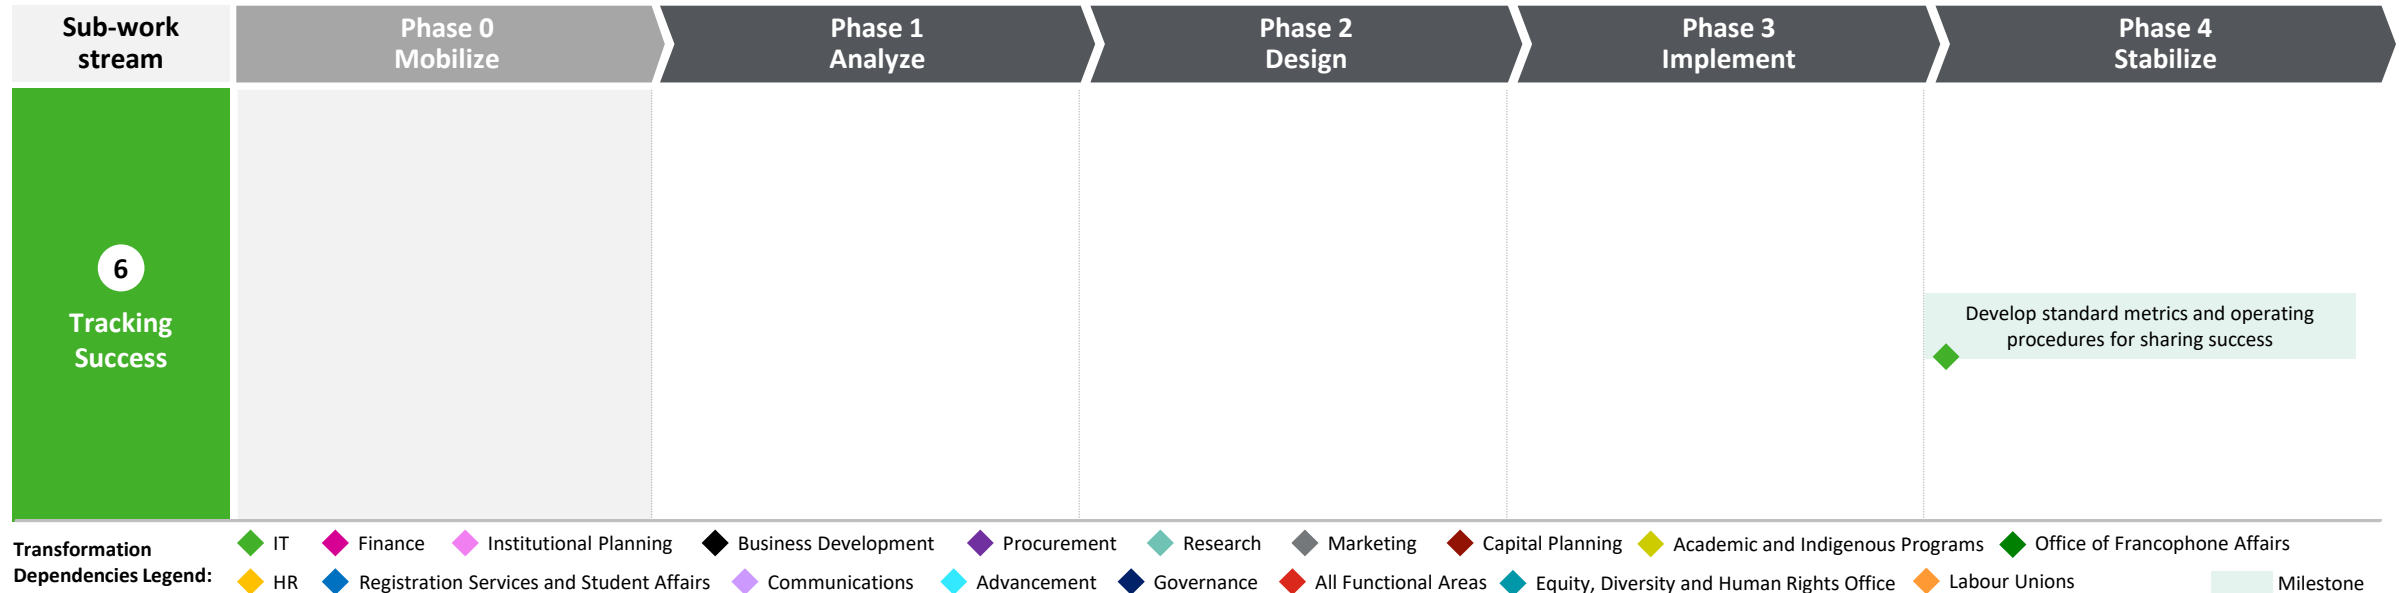 Sub-work
stream
Phase 0
Mobilize
Phase 1
Analyze
Phase 2
Design
Phase 3
Implement
Phase 4
Stabilize
6
Tracking
Success
Develop standard metrics and operating
procedures for sharing success
Transformation
Dependencies Legend:
IT Finance Institutional Planning Business Development Procurement Research Marketing Capital Planning Academic and Indigenous Programs Office of Francophone Affairs
HR Registration Services and Student Affairs Communications Advancement Governance All Functional Areas Equity, Diversity and Human Rights Office Labour Unions Milestone